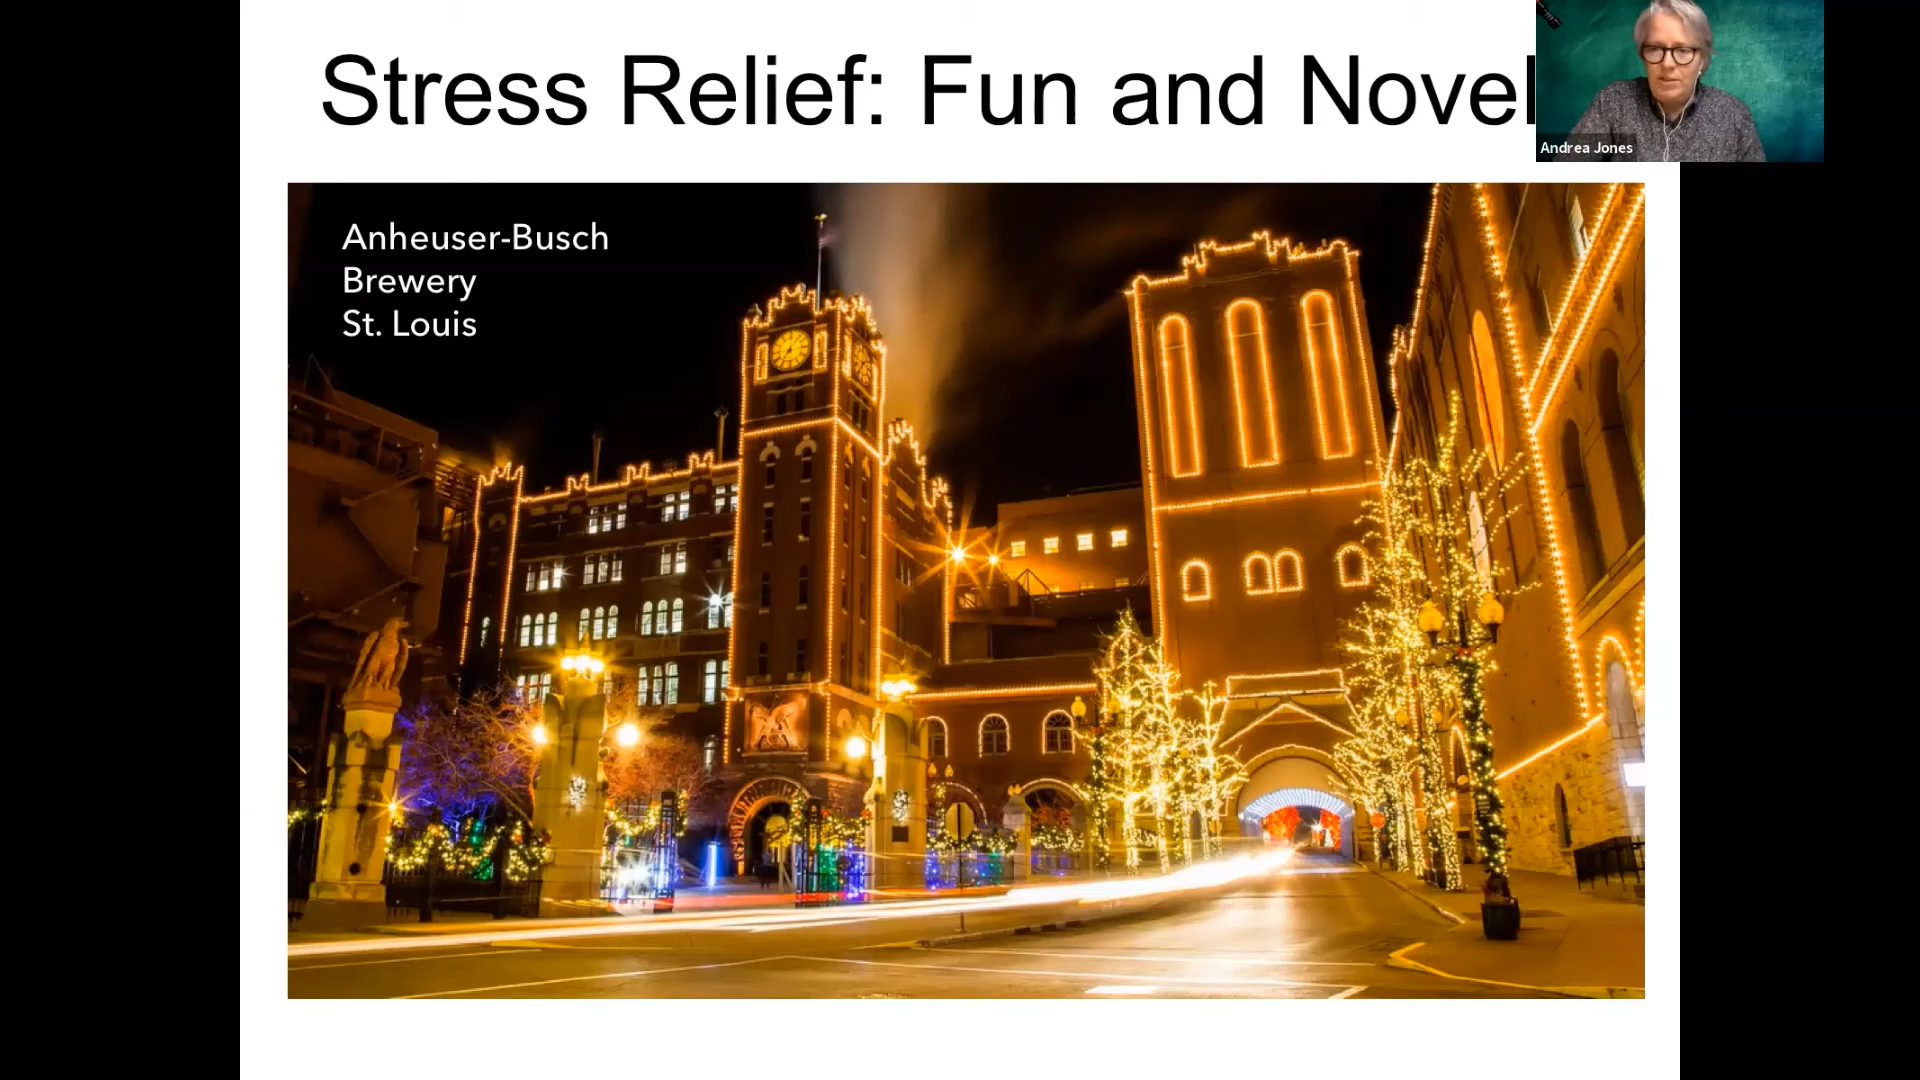 Stress Relief: Fun and Novel
Andrea Jones
Anheuser-Busch
Brewery
St. Louis